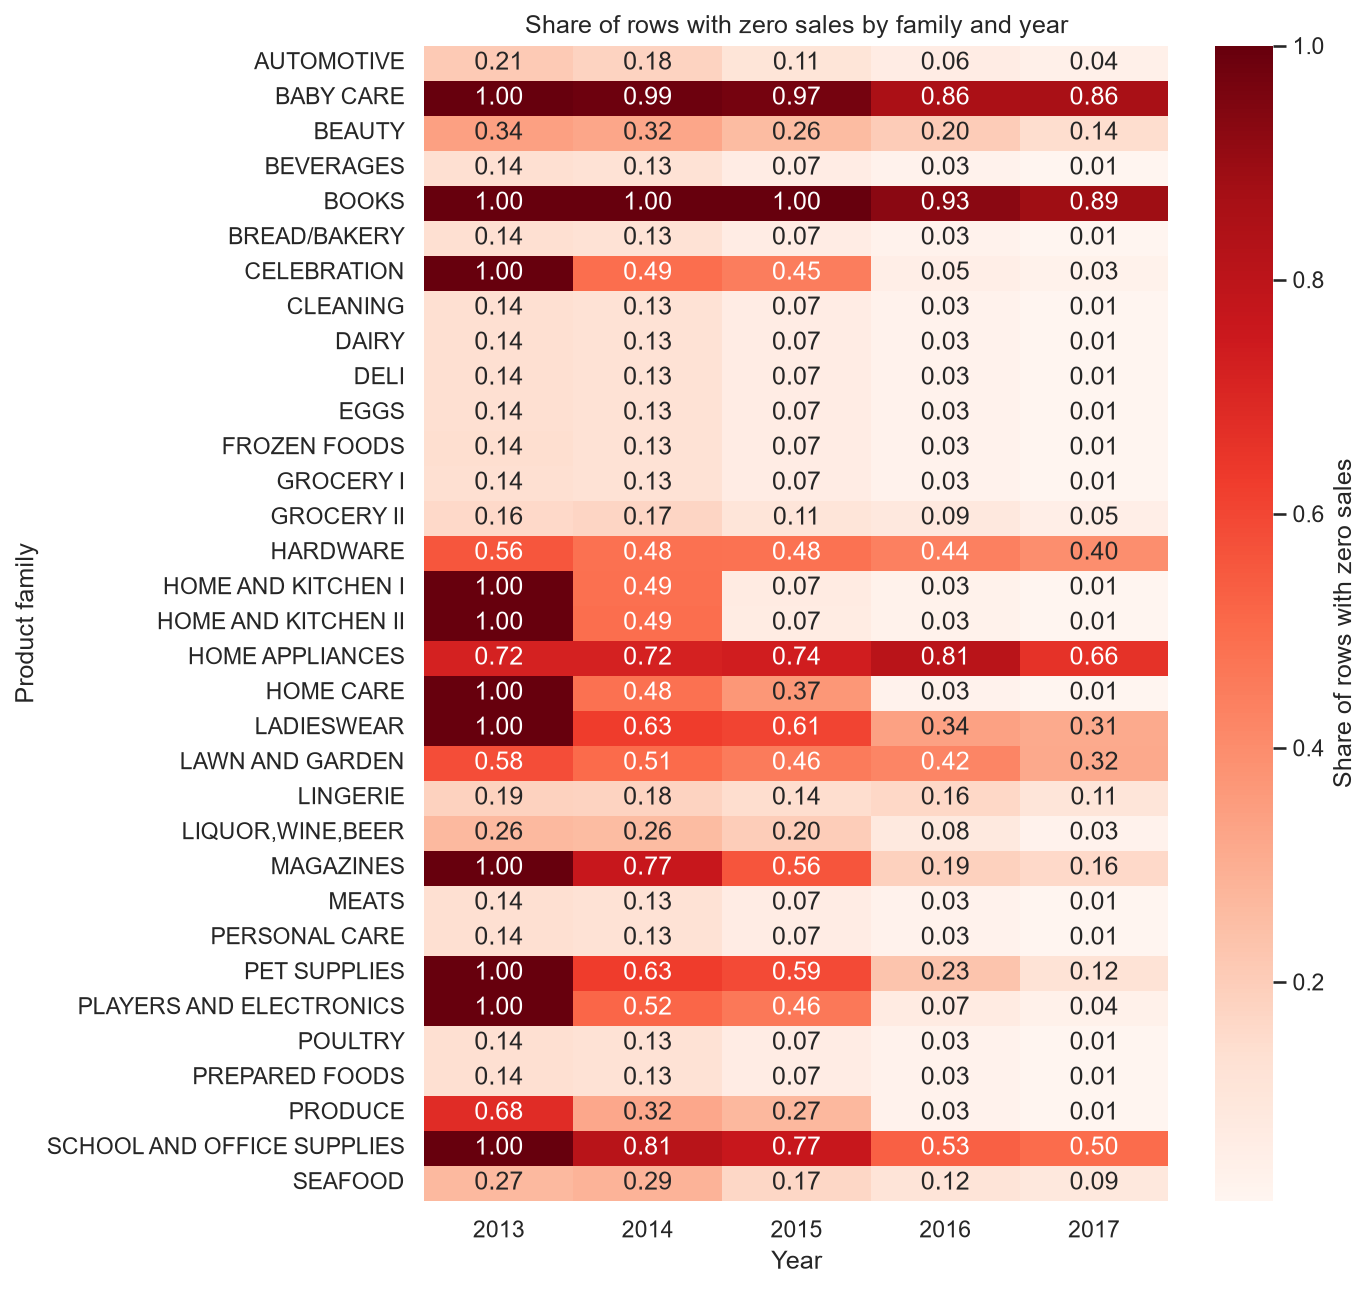 Share of rows with zero sales by family and year
AUTOMOTIVE 0.21 0.18 0.11 0.06 0.04
BABY CARE 1.00 0.99 0.97 0.86 0.86
BEAUTY 0.34 0.32 0.26 0.20 0.14
BEVERAGES 0.14 0.13 0.07 0.03 0.01
BOOKS 1.00 1.00 1.00 0.93 0.89
BREAD/BAKERY 0.14 0.13 0.07 0.03 0.01
CELEBRATION 1.00 0.49 0.45 0.05 0.03
CLEANING 0.14 0.13 0.07 0.03 0.01
DAIRY 0.14 0.13 0.07 0.03 0.01
DELI 0.14 0.13 0.07 0.03 0.01
EGGS 0.14 0.13 0.07 0.03 0.01
FROZEN FOODS 0.14 0.13 0.07 0.03 0.01
GROCERY I 0.14 0.13 0.07 0.03 0.01
GROCERY II 0.16 0.17 0.11 0.09 0.05
HARDWARE 0.56 0.48 0.48 0.44 0.40
HOME AND KITCHEN I 1.00 0.49 0.07 0.03 0.01
HOME AND KITCHEN II 1.00 0.49 0.07 0.03 0.01
HOME APPLIANCES 0.72 0.72 0.74 0.81 0.66
HOME CARE 1.00 0.48 0.37 0.03 0.01
LADIESWEAR 1.00 0.63 0.61 0.34 0.31
LAWN AND GARDEN 0.58 0.51 0.46 0.42 0.32
LINGERIE 0.19 0.18 0.14 0.16 0.11
LIQUOR,WINE,BEER 0.26 0.26 0.20 0.08 0.03
MAGAZINES 1.00 0.77 0.56 0.19 0.16
MEATS 0.14 0.13 0.07 0.03 0.01
PERSONAL CARE 0.14 0.13 0.07 0.03 0.01
PET SUPPLIES 1.00 0.63 0.59 0.23 0.12
PLAYERS AND ELECTRONICS 1.00 0.52 0.46 0.07 0.04
POULTRY 0.14 0.13 0.07 0.03 0.01
PREPARED FOODS 0.14 0.13 0.07 0.03 0.01
PRODUCE 0.68 0.32 0.27 0.03 0.01
SCHOOL AND OFFICE SUPPLIES 1.00 0.81 0.77 0.53 0.50
SEAFOOD 0.27 0.29 0.17 0.12 0.09
2013 2014 2015 2016 2017
Year
Product family
1.0
0.8
0.6
0.4
0.2
Share of rows with zero sales